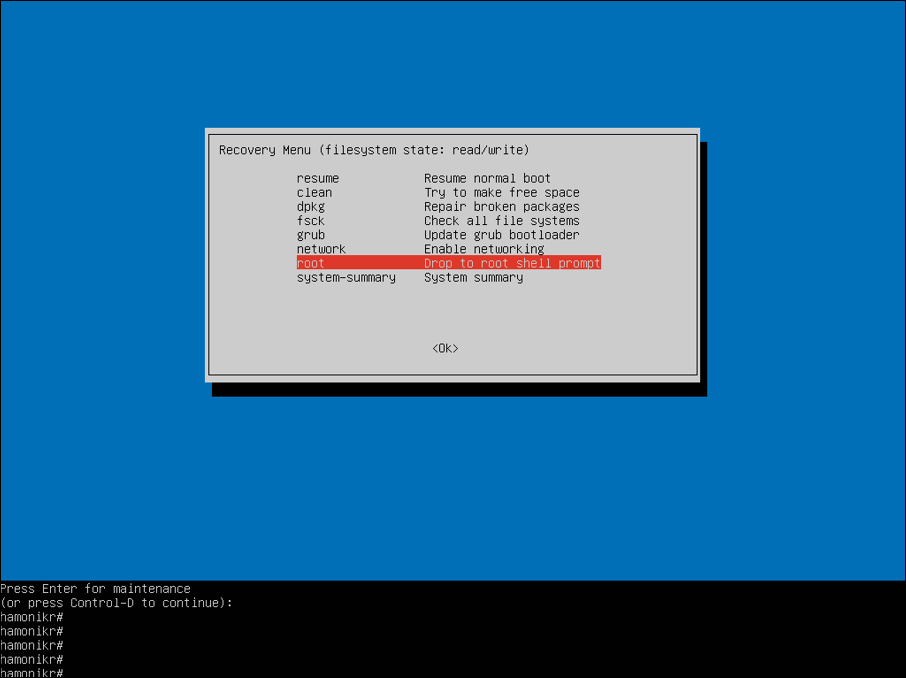 Recovery Menu (filesystem state: read/write)
resume Resume normal boot
clean Try to make free space
dpkg Repair broken packages
fsck Check all file systems
grub Update grub bootloader
network Enable networking
root Drop to root shell prompt
system-summary System summary
<Ok>
Press Enter for maintenance
(or press Control-D to continue):
hamonikr#
hamonikr#
hamonikr#
hamonikr#
hamonikr#